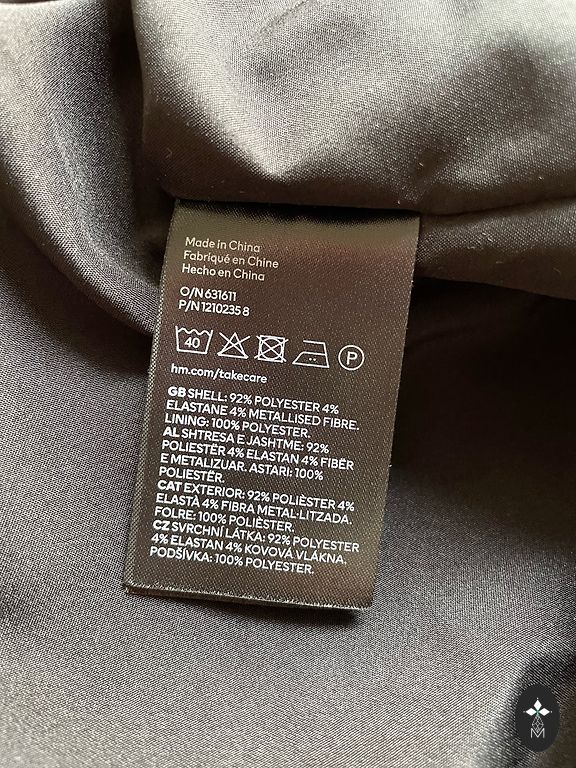 Made in China
Fabriqué en Chine
Hecho en China
O/N 631611
P/N 1210235 8
40
P
hm.com/takecare
GB SHELL: 92% POLYESTER 4%
ELASTANE 4% METALLISED FIBRE.
LINING: 100% POLYESTER.
AL SHTRESA E JASHTME: 92%
POLIESTËR 4% ELASTAN 4% FIBËR
E METALIZUAR. ASTARI: 100%
POLIESTËR.
CAT EXTERIOR: 92% POLIÈSTER 4%
ELASTÀ 4% FIBRA METAL·LITZADA.
FOLRE: 100% POLIÈSTER.
CZ SVRCHNÍ LÁTKA: 92% POLYESTER
4% ELASTAN 4% KOVOVÁ VLÁKNA.
PODŠÍVKA: 100% POLYESTER.
M